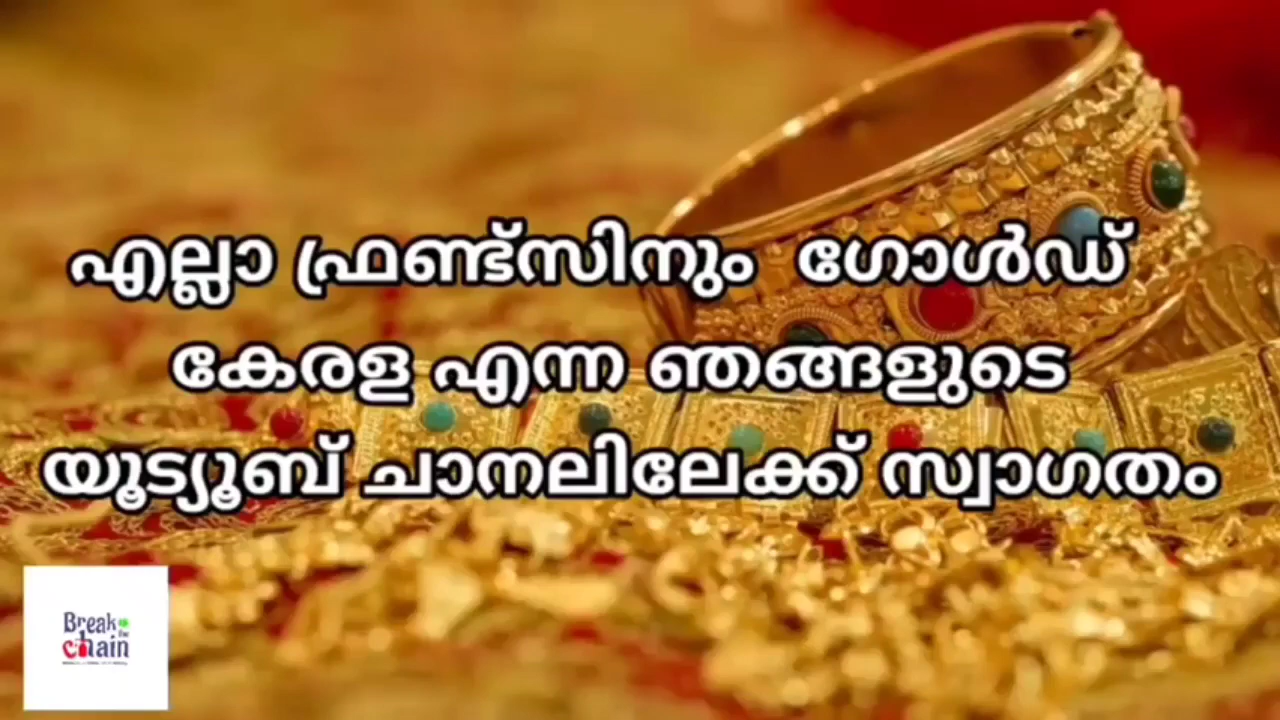 എല്ലാ ഫ്രണ്ട്സിനും ഗോൾഡ്
കേരള എന്ന ഞങ്ങളുടെ
യൂട്യൂബ് ചാനലിലേക്ക് സ്വാഗതം
Break the
Chain